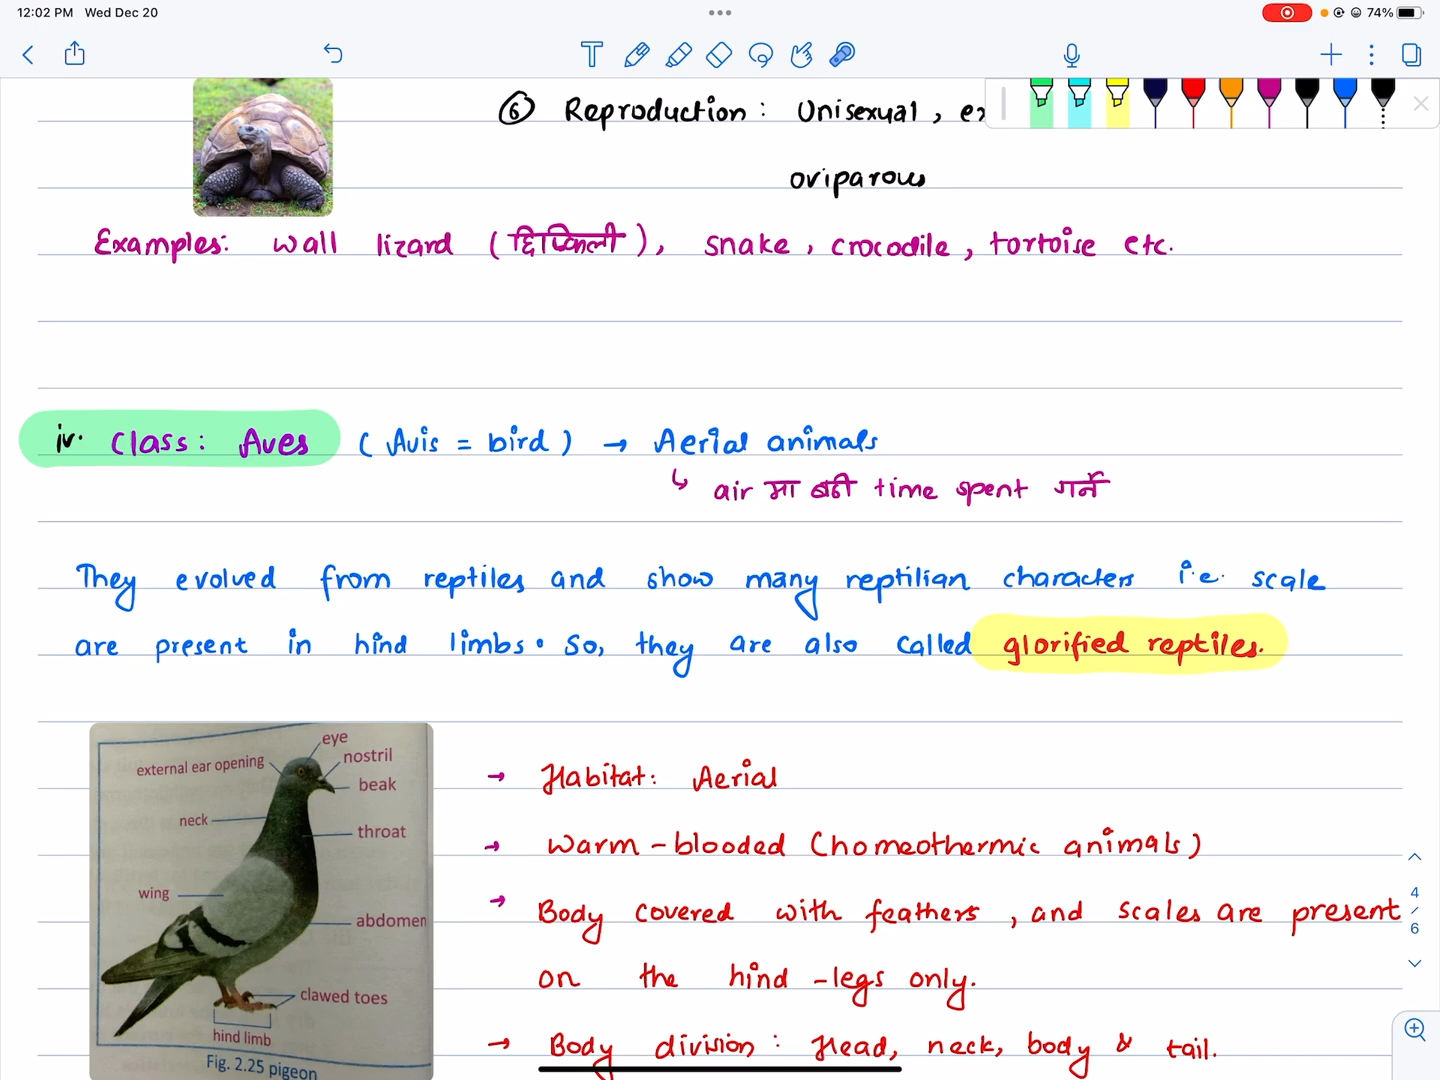 12:02 PM Wed Dec 20
74%
⑥ Reproduction : Unisexual , ex
oviparous
Examples: wall lizard ( ), snake, crocodile, tortoise etc.
iv. Class: Aves ( Avis = bird ) → Aerial animals
↳ air मा बढी time spent गर्ने
They evolved from reptiles and show many reptilian characters i.e. scale
are present in hind limbs. So, they are also called glorified reptiles.
eye
nostril
external ear opening
beak
neck
throat
wing
abdomen
clawed toes
hind limb
Fig. 2.25 pigeon
→ Habitat: Aerial
→ Warm-blooded (homeothermic animals)
→ Body covered with feathers, and scales are present
on the hind-legs only.
→ Body division: Head, neck, body & tail.
4
6